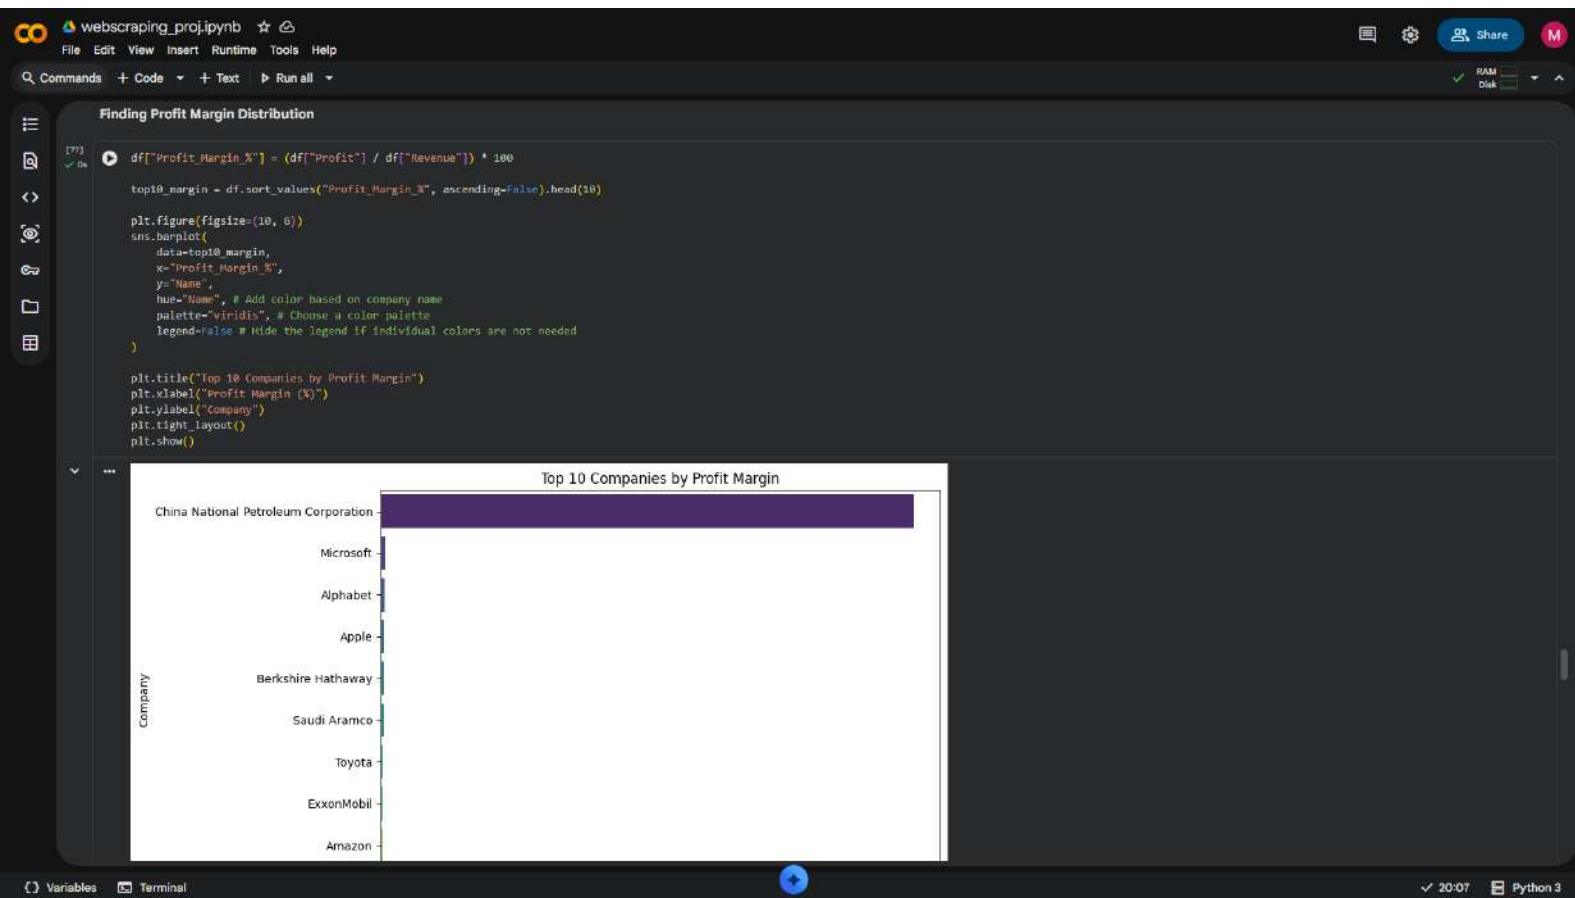 webscraping_proj.ipynb
File Edit View Insert Runtime Tools Help
Share
M
Commands + Code + Text Run all
RAM
Disk
Finding Profit Margin Distribution
[77]
0s
df["Profit_Margin_%"] = (df["Profit"] / df["Revenue"]) * 100
top10_margin = df.sort_values("Profit_Margin_%", ascending=False).head(10)
plt.figure(figsize=(10, 6))
sns.barplot(
data=top10_margin,
x="Profit_Margin_%",
y="Name",
hue="Name", # Add color based on company name
palette="viridis", # Choose a color palette
legend=False # Hide the legend if individual colors are not needed
)
plt.title("Top 10 Companies by Profit Margin")
plt.xlabel("Profit Margin (%)")
plt.ylabel("Company")
plt.tight_layout()
plt.show()
Top 10 Companies by Profit Margin
China National Petroleum Corporation
Microsoft
Alphabet
Apple
Berkshire Hathaway
Saudi Aramco
Toyota
ExxonMobil
Amazon
Company
Variables
Terminal
20:07
Python 3